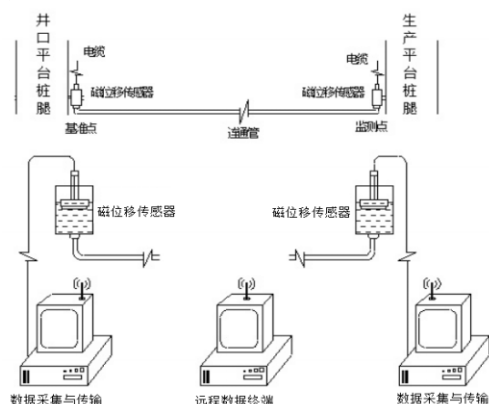 井口平台桩腿
生产平台桩腿
电缆
电缆
磁位移传感器
磁位移传感器
基准点
连通管
监测点
磁位移传感器
磁位移传感器
数据采集与传输
远程数据终端
数据采集与传输